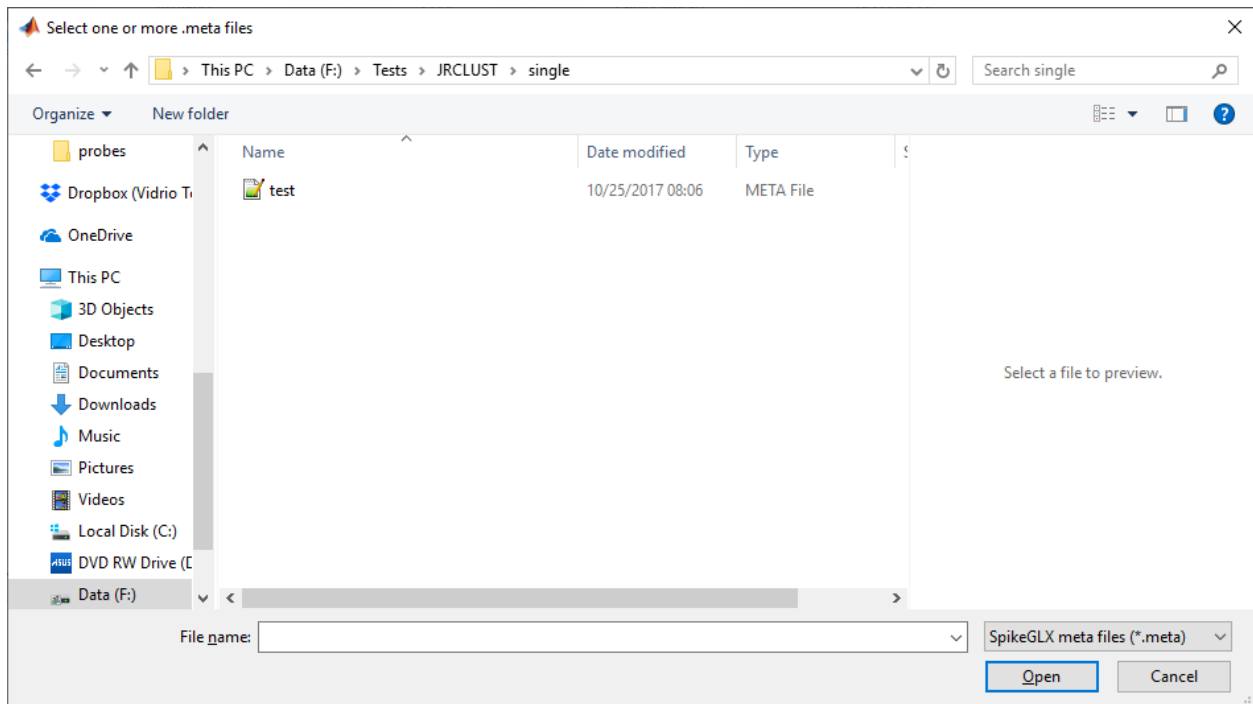 Select one or more .meta files
This PC > Data (F:) > Tests > JRCLUST > single
Search single
Organize
New folder
Name
Date modified
Type
probes
Dropbox (Vidrio
OneDrive
This PC
3D Objects
Desktop
Documents
Downloads
Music
Pictures
Videos
Local Disk (C:)
ASUS DVD RW Drive
Data (F:)
test
10/25/2017 08:06
META File
Select a file to preview.
File name:
SpikeGLX meta files (*.meta)
Open
Cancel